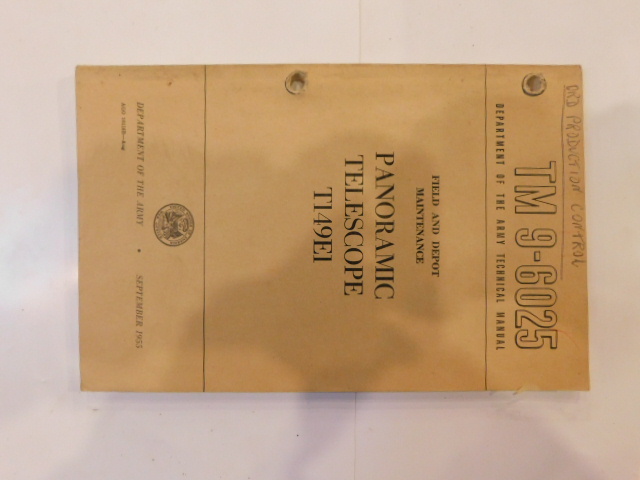 ORD PRODUCTION CONTROL
TM 9-6025
DEPARTMENT OF THE ARMY TECHNICAL MANUAL
FIELD AND DEPOT
MAINTENANCE
PANORAMIC
TELESCOPE
T149E1
DEPARTMENT OF THE ARMY • SEPTEMBER 1955